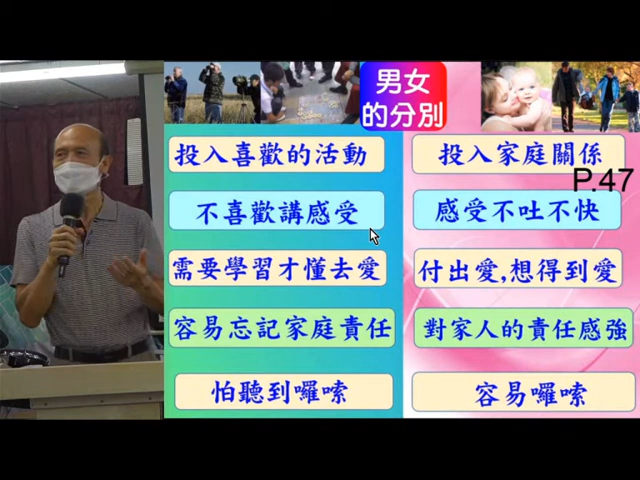 男女
的分別
投入喜歡的活動
投入家庭關係
P.47
不喜歡講感受
感受不吐不快
需要學習才懂去愛
付出愛,想得到愛
容易忘記家庭責任
對家人的責任感強
怕聽到囉嗦
容易囉嗦